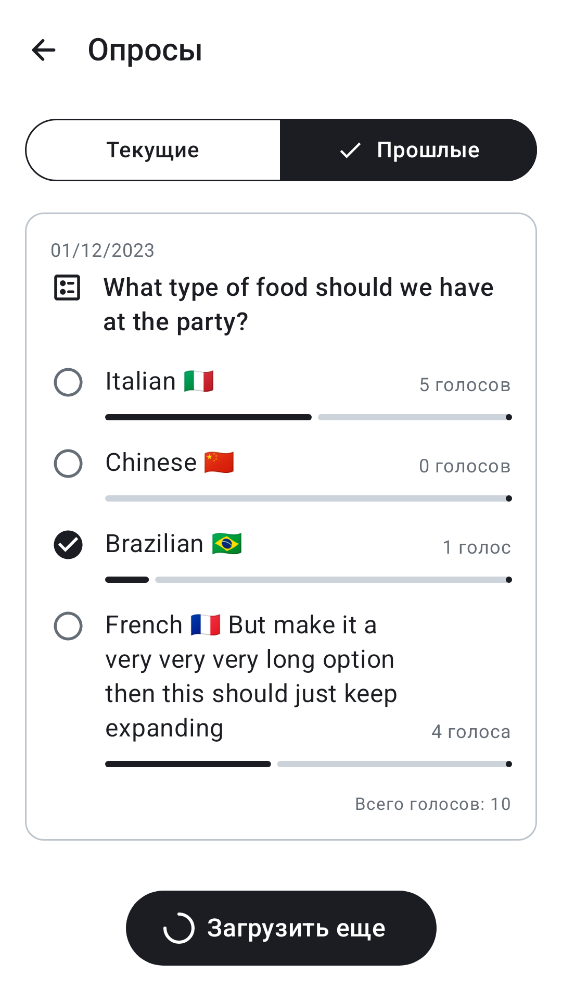 Опросы
Текущие
Прошлые
01/12/2023
What type of food should we have
at the party?
Italian 🇮🇹
5 голосов
Chinese 🇨🇳
0 голосов
Brazilian 🇧🇷
1 голос
French 🇫🇷 But make it a
very very very long option
then this should just keep
expanding
4 голоса
Всего голосов: 10
Загрузить еще